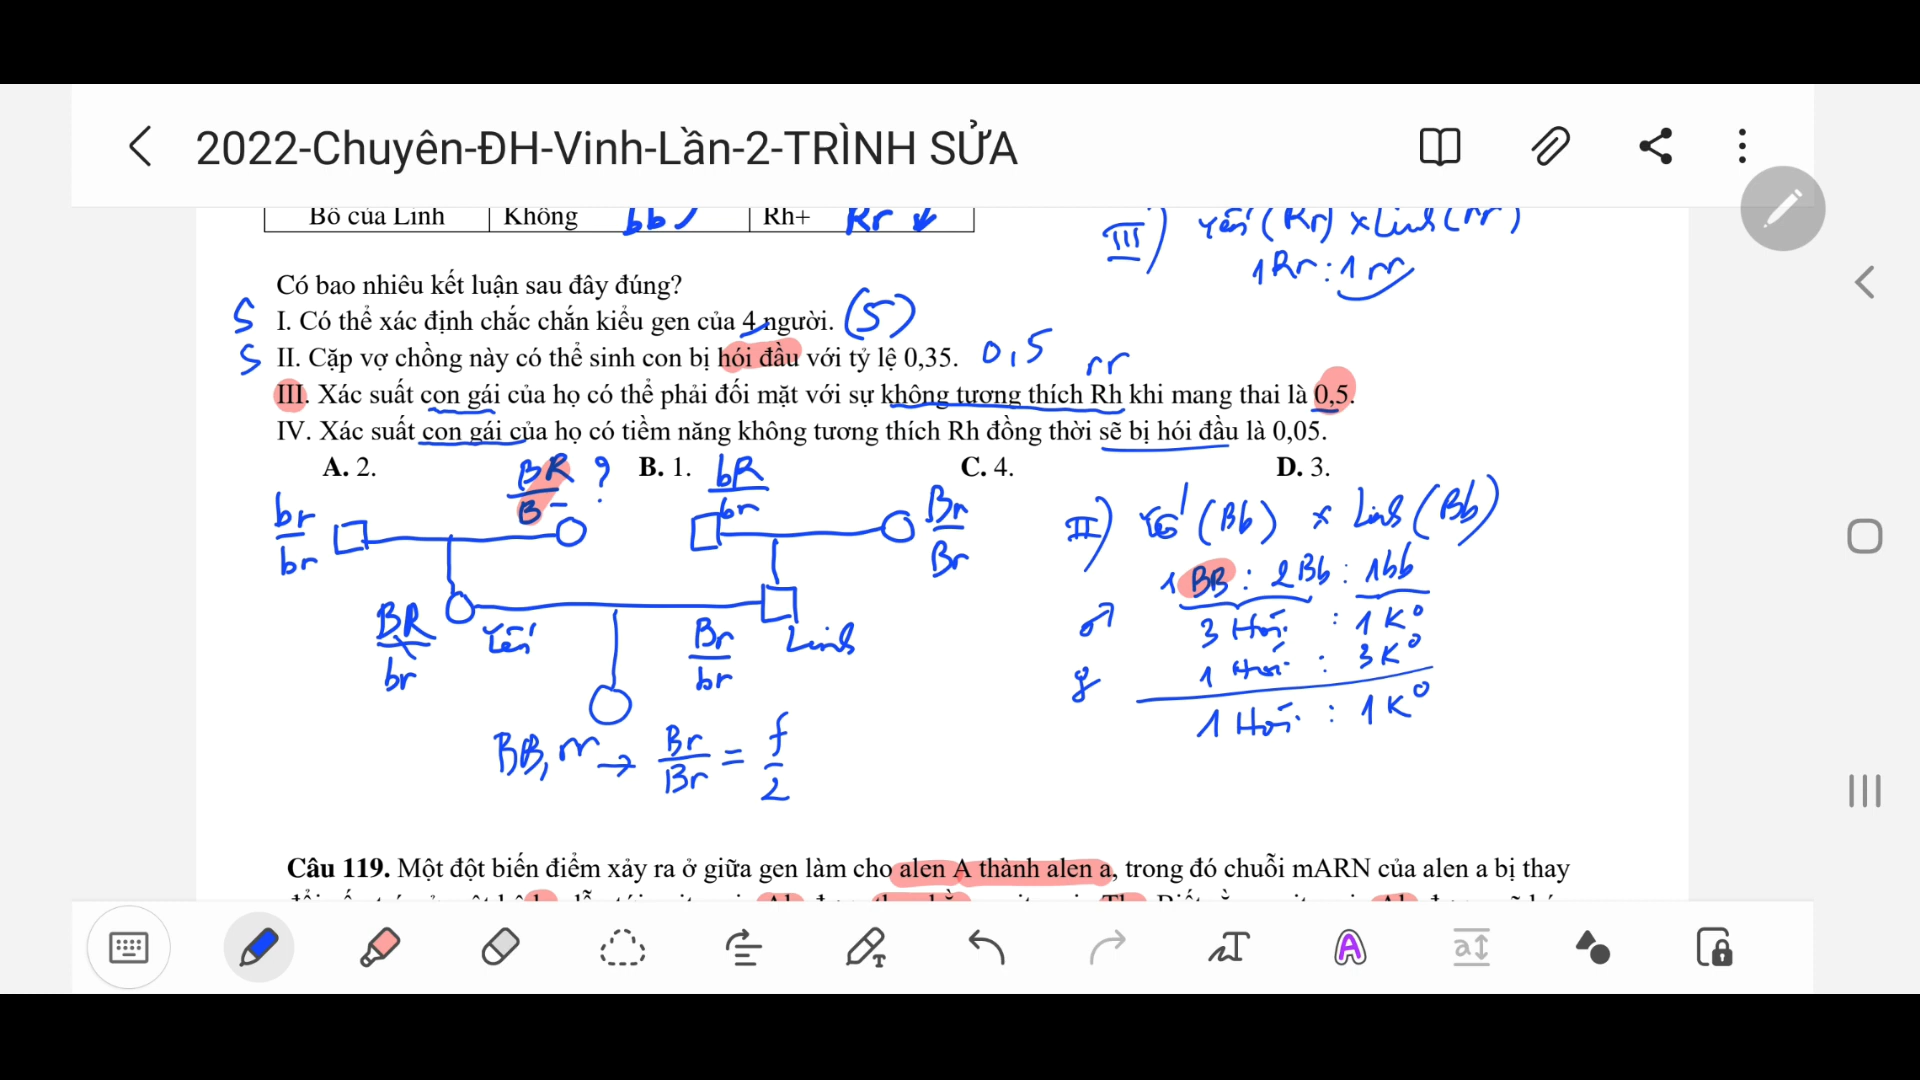 2022-Chuyên-ĐH-Vinh-Lần-2-TRÌNH SỬA
Bố của Linh Không bb Rh+ Rr
III) Yến (Rr) x Linh (rr)
1Rr : 1rr
Có bao nhiêu kết luận sau đây đúng?
S I. Có thể xác định chắc chắn kiểu gen của 4 người. (5)
S II. Cặp vợ chồng này có thể sinh con bị hói đầu với tỷ lệ 0,35. 0,5
rr
III. Xác suất con gái của họ có thể phải đối mặt với sự không tương thích Rh khi mang thai là 0,5.
IV. Xác suất con gái của họ có tiềm năng không tương thích Rh đồng thời sẽ bị hói đầu là 0,05.
A. 2. B. 1. C. 4. D. 3.
br
br
BR
B-
?
bR
br
Br
Br
BR
br
Yến
Br
br
Linh
BB, rr → Br/Br = f/2
II) Yến (Bb) x Linh (Bb)
1BB : 2Bb : 1bb
♂ 3 Hói : 1 K°
♀ 1 Hói : 3K°
1 Hói : 1K°
Câu 119. Một đột biến điểm xảy ra ở giữa gen làm cho alen A thành alen a, trong đó chuỗi mARN của alen a bị thay
T
A
a